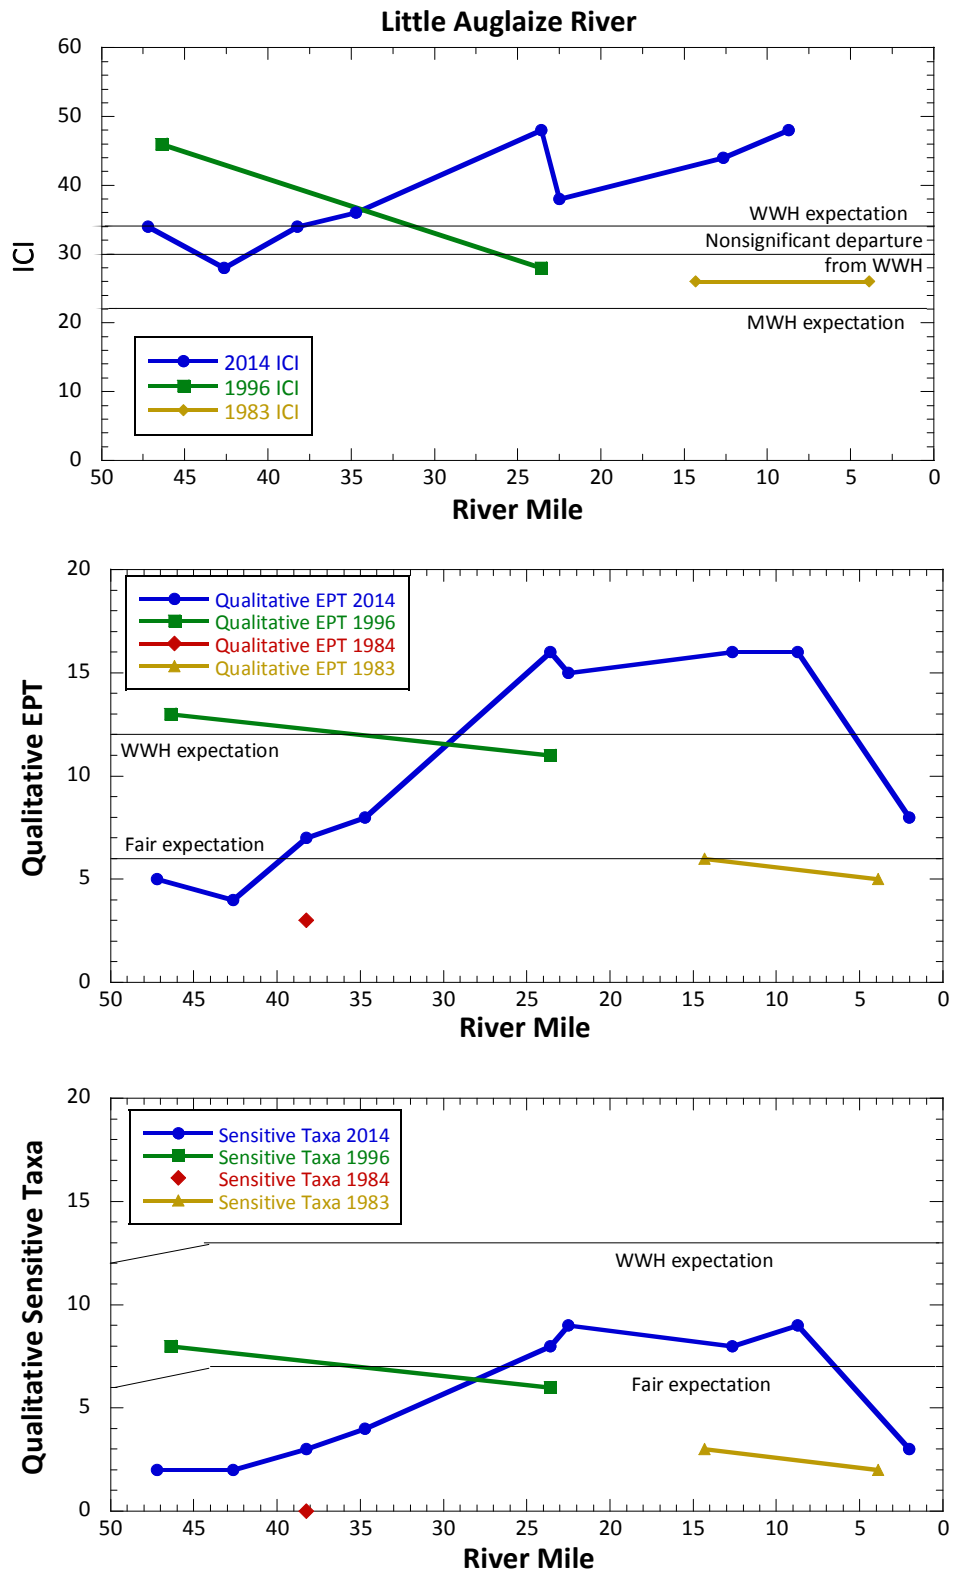 Little Auglaize River
60
50
40
30
20
10
0
ICI
WWH expectation
Nonsignificant departure
from WWH
MWH expectation
2014 ICI
1996 ICI
1983 ICI
50 45 40 35 30 25 20 15 10 5 0
River Mile
20
15
10
5
0
Qualitative EPT
Qualitative EPT 2014
Qualitative EPT 1996
Qualitative EPT 1984
Qualitative EPT 1983
WWH expectation
Fair expectation
50 45 40 35 30 25 20 15 10 5 0
River Mile
20
15
10
5
0
Qualitative Sensitive Taxa
Sensitive Taxa 2014
Sensitive Taxa 1996
Sensitive Taxa 1984
Sensitive Taxa 1983
WWH expectation
Fair expectation
50 45 40 35 30 25 20 15 10 5 0
River Mile